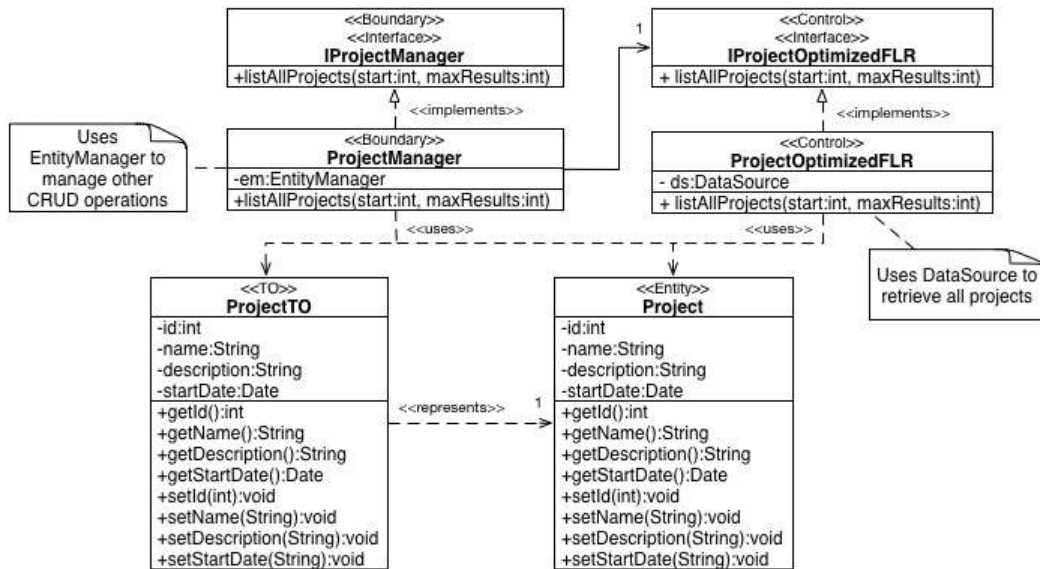 <<Boundary>>
<<Interface>>
IProjectManager
+listAllProjects(start:int, maxResults:int)
1
<<Control>>
<<Interface>>
IProjectOptimizedFLR
+ listAllProjects(start:int, maxResults:int)
<<implements>>
<<implements>>
Uses
EntityManager to
manage other
CRUD operations
<<Boundary>>
ProjectManager
-em:EntityManager
+listAllProjects(start:int, maxResults:int)
<<Control>>
ProjectOptimizedFLR
- ds:DataSource
+ listAllProjects(start:int, maxResults:int)
<<uses>>
<<uses>>
Uses DataSource to
retrieve all projects
<<TO>>
ProjectTO
-id:int
-name:String
-description:String
-startDate:Date
+getId():int
+getName():String
+getDescription():String
+getStartDate():Date
+setId(int):void
+setName(String):void
+setDescription(String):void
+setStartDate(String):void
<<represents>>
1
<<Entity>>
Project
-id:int
-name:String
-description:String
-startDate:Date
+getId():int
+getName():String
+getDescription():String
+getStartDate():Date
+setId(int):void
+setName(String):void
+setDescription(String):void
+setStartDate(String):void